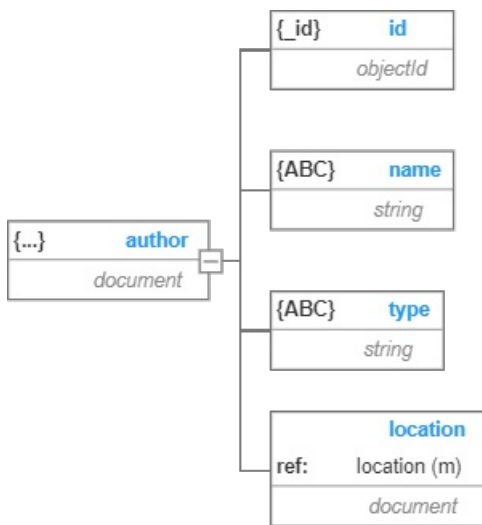 {_id} id
objectId
{ABC} name
string
{...} author
document
{ABC} type
string
location
ref: location (m)
document